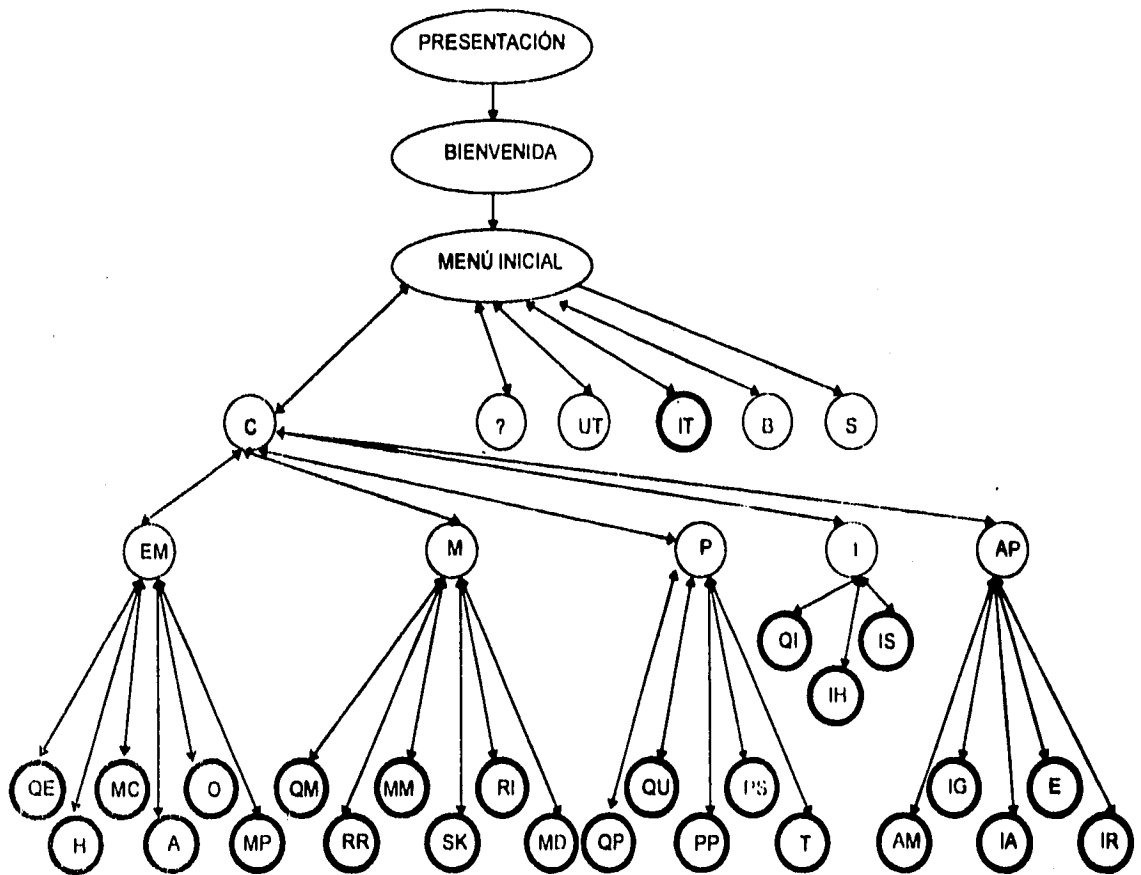 PRESENTACIÓN
BIENVENIDA
MENÚ INICIAL
C
?
UT
IT
B
S
EM
M
P
I
AP
QI
IS
IH
QE
MC
O
QM
MM
RI
QU
PS
IG
E
H
A
MP
RR
SK
MD
QP
PP
T
AM
IA
IR